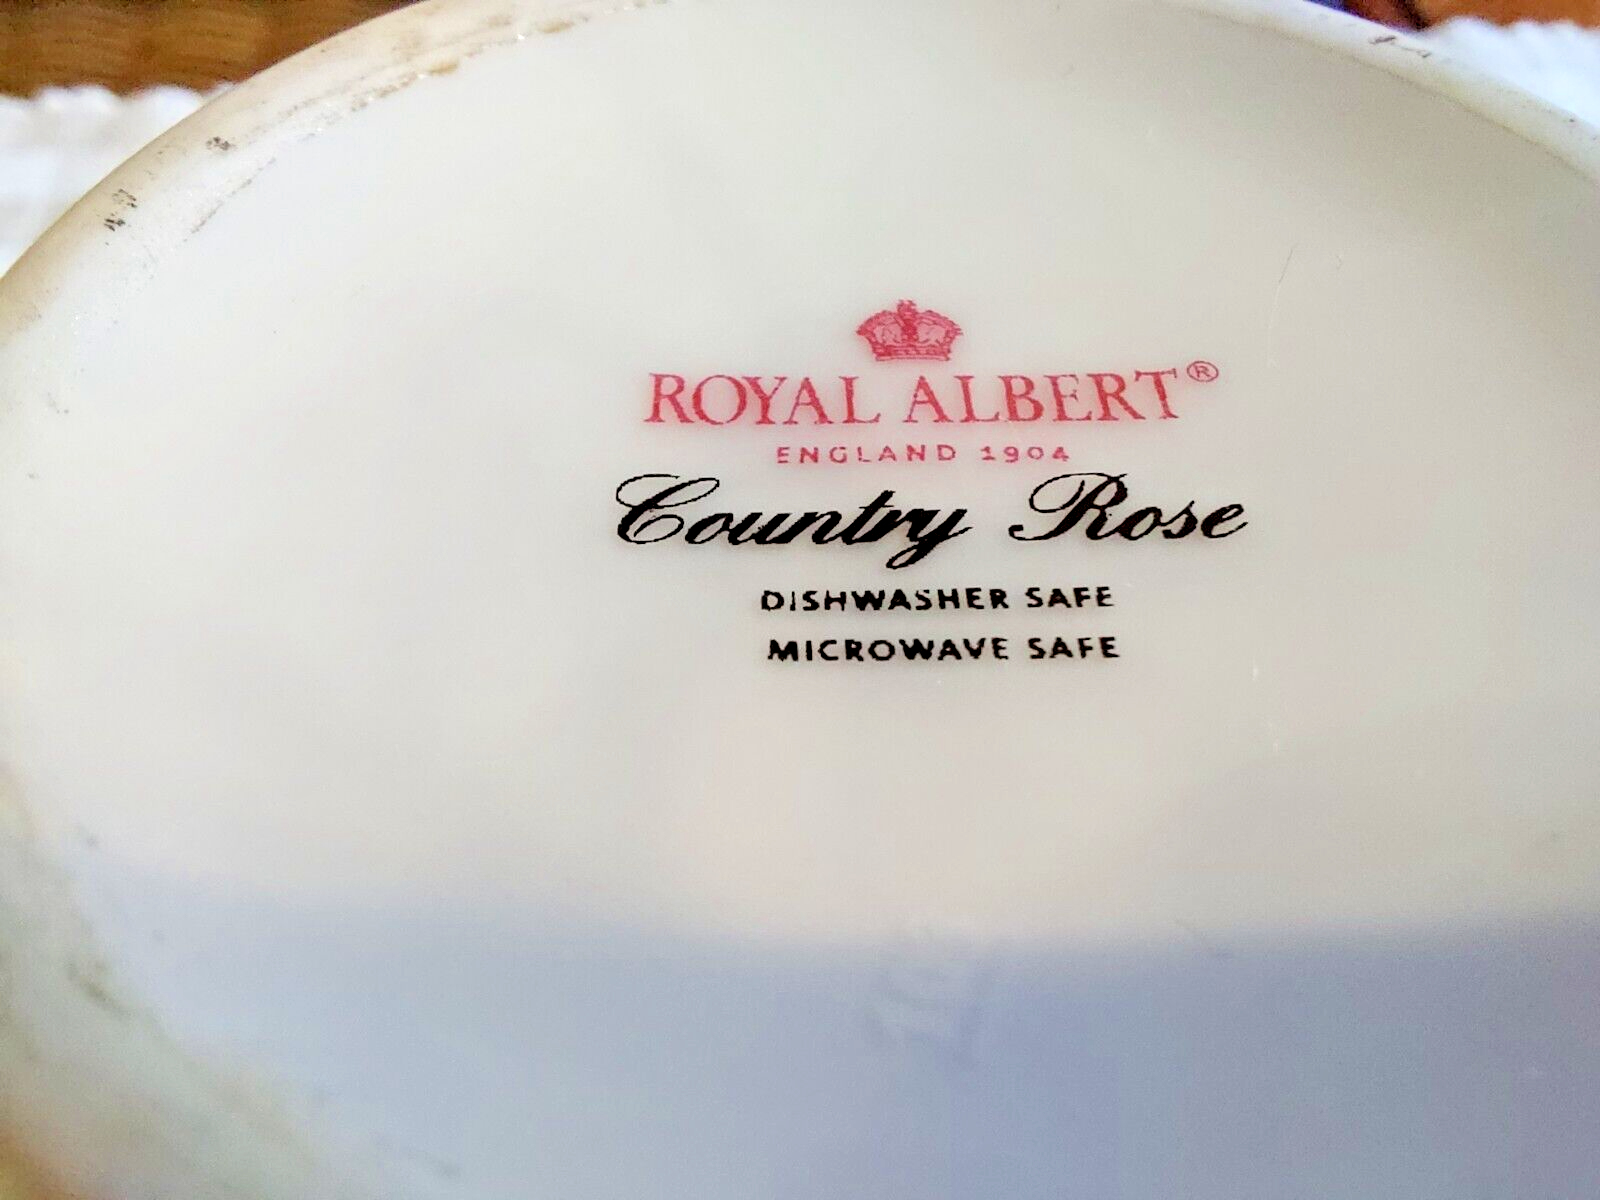 ROYAL ALBERT®
ENGLAND 1904
Country Rose
DISHWASHER SAFE
MICROWAVE SAFE